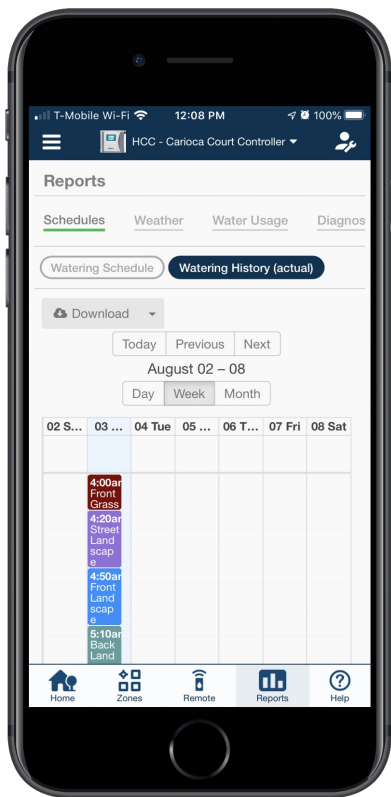 T-Mobile Wi-Fi 12:08 PM 100%
HCC - Carioca Court Controller
Reports
Schedules Weather Water Usage Diagnos
Watering Schedule Watering History (actual)
Download
Today Previous Next
August 02 – 08
Day Week Month
02 S... 03 ... 04 Tue 05 ... 06 T... 07 Fri 08 Sat
4:00am
Front
Grass
4:20am
Street
Land
scap
e
4:50am
Front
Land
scap
e
5:10am
Back
Land
Home Zones Remote Reports Help